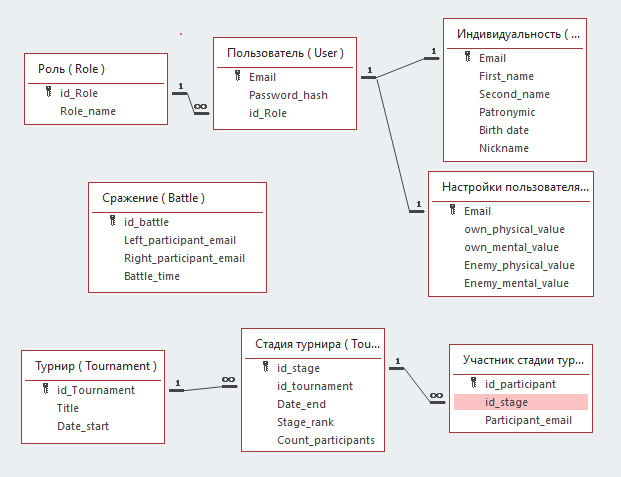 Роль ( Role )
id_Role
Role_name
1
∞
Пользователь ( User )
Email
Password_hash
id_Role
1
1
Индивидуальность ( ...
Email
First_name
Second_name
Patronymic
Birth date
Nickname
1
Настройки пользователя...
Email
own_physical_value
own_mental_value
Enemy_physical_value
Enemy_mental_value
Сражение ( Battle )
id_battle
Left_participant_email
Right_participant_email
Battle_time
Турнир ( Tournament )
id_Tournament
Title
Date_start
1
∞
Стадия турнира ( Tou...
id_stage
id_tournament
Date_end
Stage_rank
Count_participants
1
∞
Участник стадии тур...
id_participant
id_stage
Participant_email